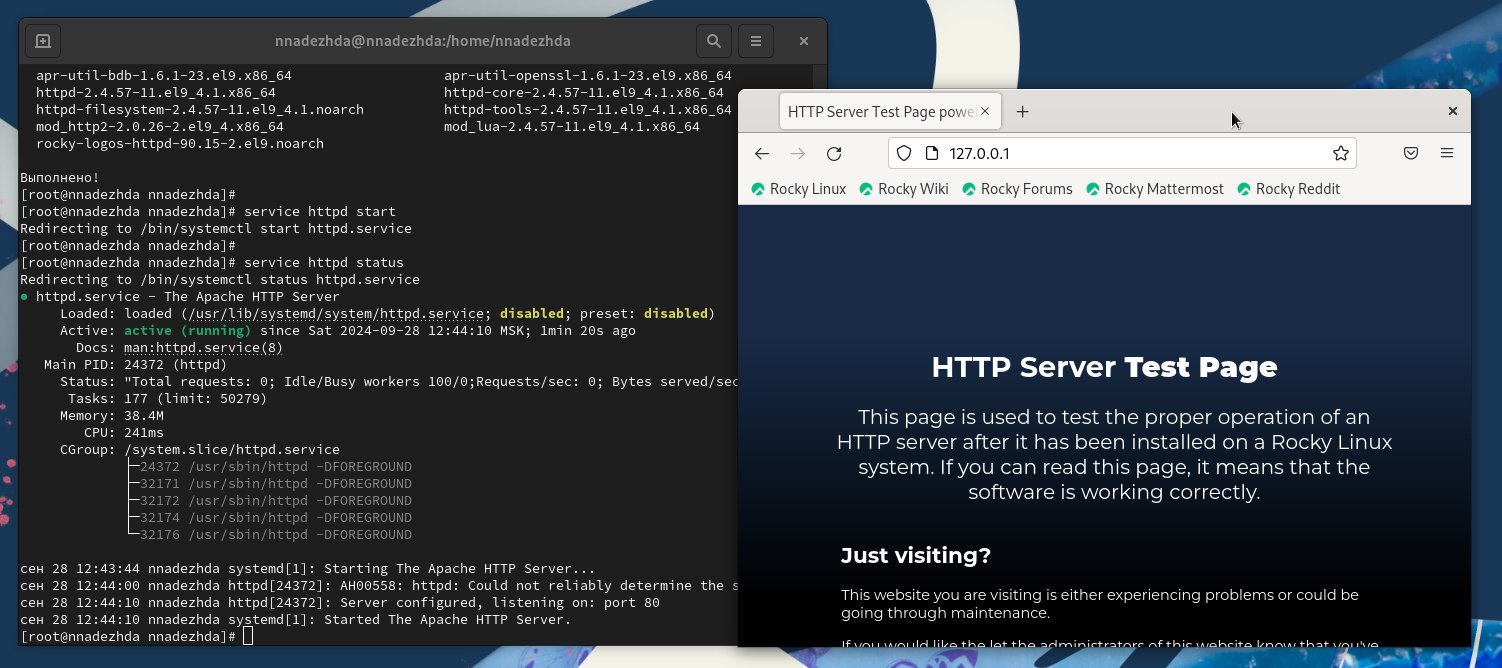 nnadezhda@nnadezhda:/home/nnadezhda
apr-util-bdb-1.6.1-23.el9.x86_64 apr-util-openssl-1.6.1-23.el9.x86_64
httpd-2.4.57-11.el9_4.1.x86_64 httpd-core-2.4.57-11.el9_4.1.x86_64
httpd-filesystem-2.4.57-11.el9_4.1.noarch httpd-tools-2.4.57-11.el9_4.1.x86_64
mod_http2-2.0.26-2.el9_4.x86_64 mod_lua-2.4.57-11.el9_4.1.x86_64
rocky-logos-httpd-90.15-2.el9.noarch
Выполнено!
[root@nnadezhda nnadezhda]#
[root@nnadezhda nnadezhda]# service httpd start
Redirecting to /bin/systemctl start httpd.service
[root@nnadezhda nnadezhda]#
[root@nnadezhda nnadezhda]# service httpd status
Redirecting to /bin/systemctl status httpd.service
● httpd.service - The Apache HTTP Server
Loaded: loaded (/usr/lib/systemd/system/httpd.service; disabled; preset: disabled)
Active: active (running) since Sat 2024-09-28 12:44:10 MSK; 1min 20s ago
Docs: man:httpd.service(8)
Main PID: 24372 (httpd)
Status: "Total requests: 0; Idle/Busy workers 100/0;Requests/sec: 0; Bytes served/sec
Tasks: 177 (limit: 50279)
Memory: 38.4M
CPU: 241ms
CGroup: /system.slice/httpd.service
├─24372 /usr/sbin/httpd -DFOREGROUND
├─32171 /usr/sbin/httpd -DFOREGROUND
├─32172 /usr/sbin/httpd -DFOREGROUND
├─32174 /usr/sbin/httpd -DFOREGROUND
└─32176 /usr/sbin/httpd -DFOREGROUND
сен 28 12:43:44 nnadezhda systemd[1]: Starting The Apache HTTP Server...
сен 28 12:44:00 nnadezhda httpd[24372]: AH00558: httpd: Could not reliably determine the s
сен 28 12:44:10 nnadezhda httpd[24372]: Server configured, listening on: port 80
сен 28 12:44:10 nnadezhda systemd[1]: Started The Apache HTTP Server.
[root@nnadezhda nnadezhda]#
HTTP Server Test Page powe
127.0.0.1
Rocky Linux Rocky Wiki Rocky Forums Rocky Mattermost Rocky Reddit
HTTP Server Test Page
This page is used to test the proper operation of an
HTTP server after it has been installed on a Rocky Linux
system. If you can read this page, it means that the
software is working correctly.
Just visiting?
This website you are visiting is either experiencing problems or could be
going through maintenance.
If you would like the let the administrators of this website know that you've